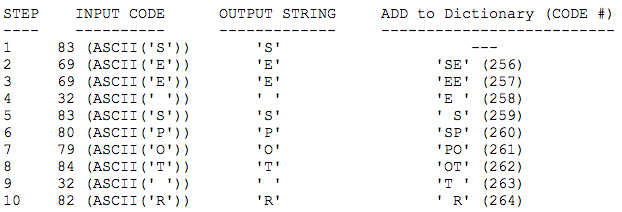 STEP INPUT CODE OUTPUT STRING ADD to Dictionary (CODE #)
---- ---------- ------------- --------------------------
1 83 (ASCII('S')) 'S' ---
2 69 (ASCII('E')) 'E' 'SE' (256)
3 69 (ASCII('E')) 'E' 'EE' (257)
4 32 (ASCII(' ')) ' ' 'E ' (258)
5 83 (ASCII('S')) 'S' ' S' (259)
6 80 (ASCII('P')) 'P' 'SP' (260)
7 79 (ASCII('O')) 'O' 'PO' (261)
8 84 (ASCII('T')) 'T' 'OT' (262)
9 32 (ASCII(' ')) ' ' 'T ' (263)
10 82 (ASCII('R')) 'R' ' R' (264)